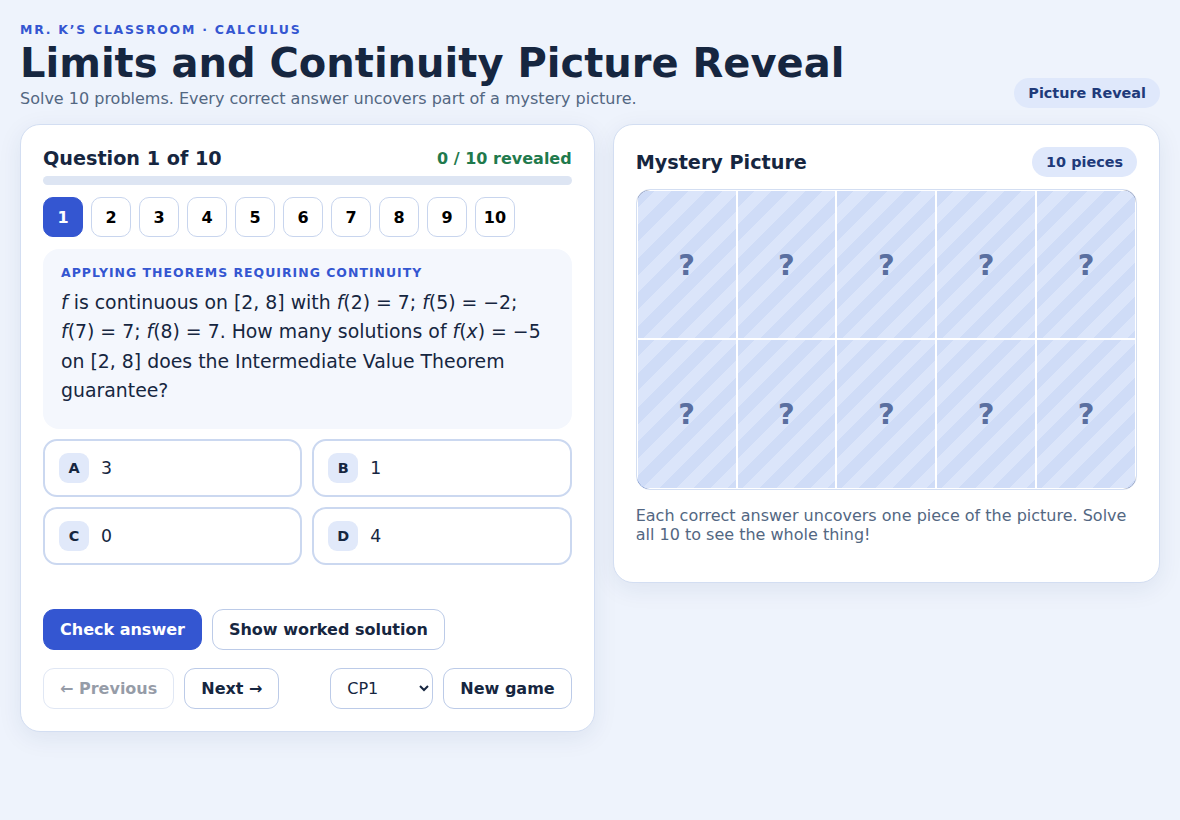 MR. K’S CLASSROOM · CALCULUS
Limits and Continuity Picture Reveal
Solve 10 problems. Every correct answer uncovers part of a mystery picture.
Picture Reveal
Question 1 of 10
0 / 10 revealed
1 2 3 4 5 6 7 8 9 10
APPLYING THEOREMS REQUIRING CONTINUITY
f is continuous on [2, 8] with f(2) = 7; f(5) = −2;
f(7) = 7; f(8) = 7. How many solutions of f(x) = −5
on [2, 8] does the Intermediate Value Theorem
guarantee?
A 3
B 1
C 0
D 4
Check answer
Show worked solution
← Previous
Next →
CP1
New game
Mystery Picture
10 pieces
? ? ? ? ?
? ? ? ? ?
Each correct answer uncovers one piece of the picture. Solve
all 10 to see the whole thing!